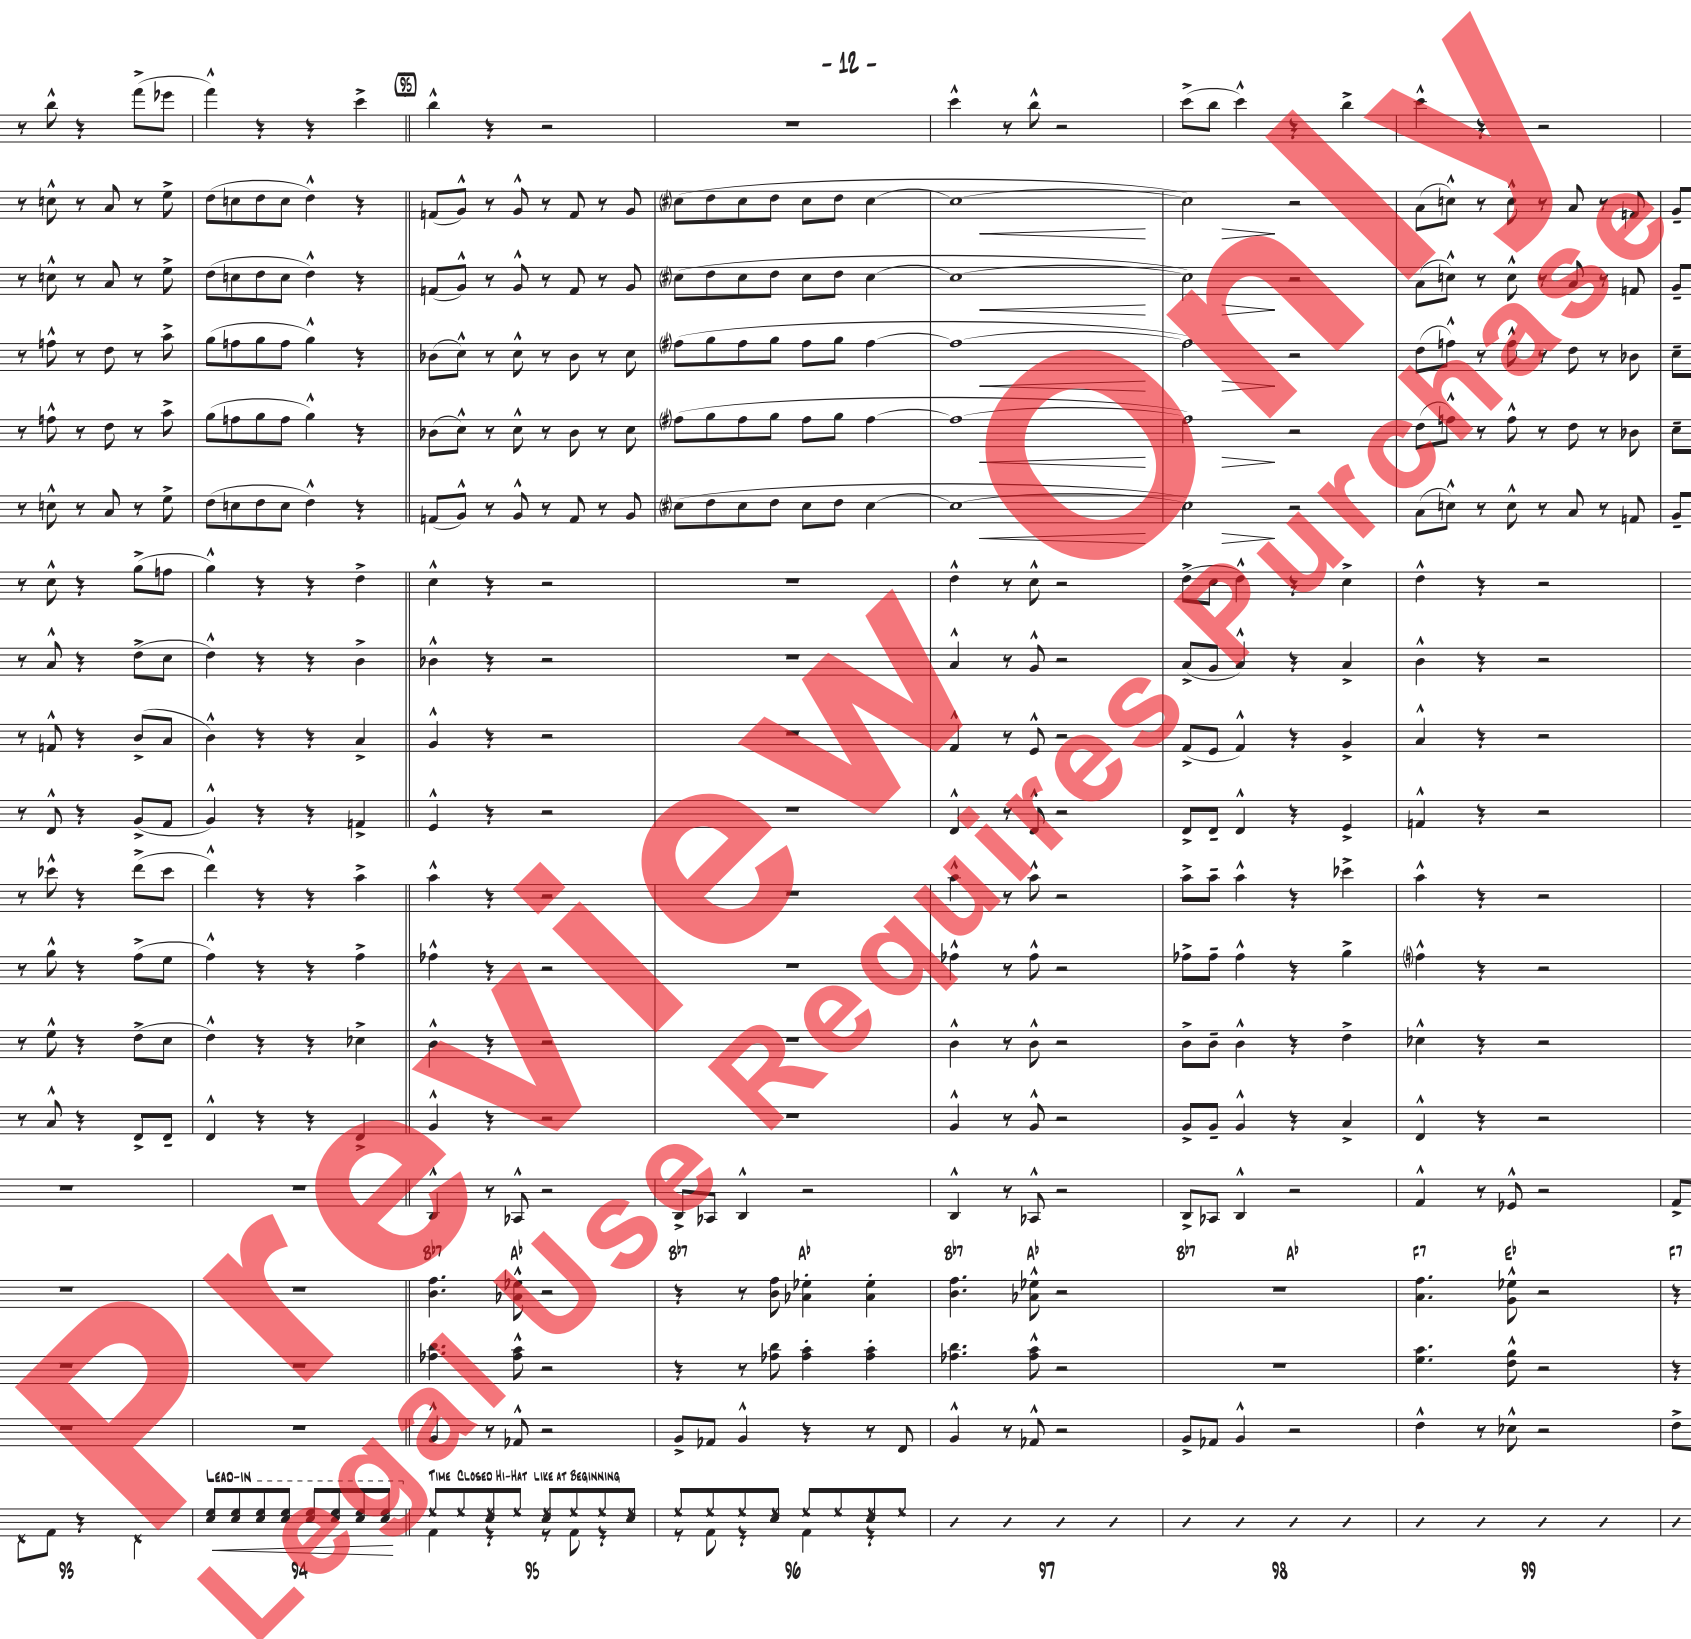 - 12 -
95
B♭7 A♭ B♭7 A♭ B♭7 A♭ B♭7 A♭ F7 E♭ F7
LEAD-IN TIME CLOSED HI-HAT LIKE AT BEGINNING
93 94 95 96 97 98 99
Preview Only
Legal Use Requires Purchase